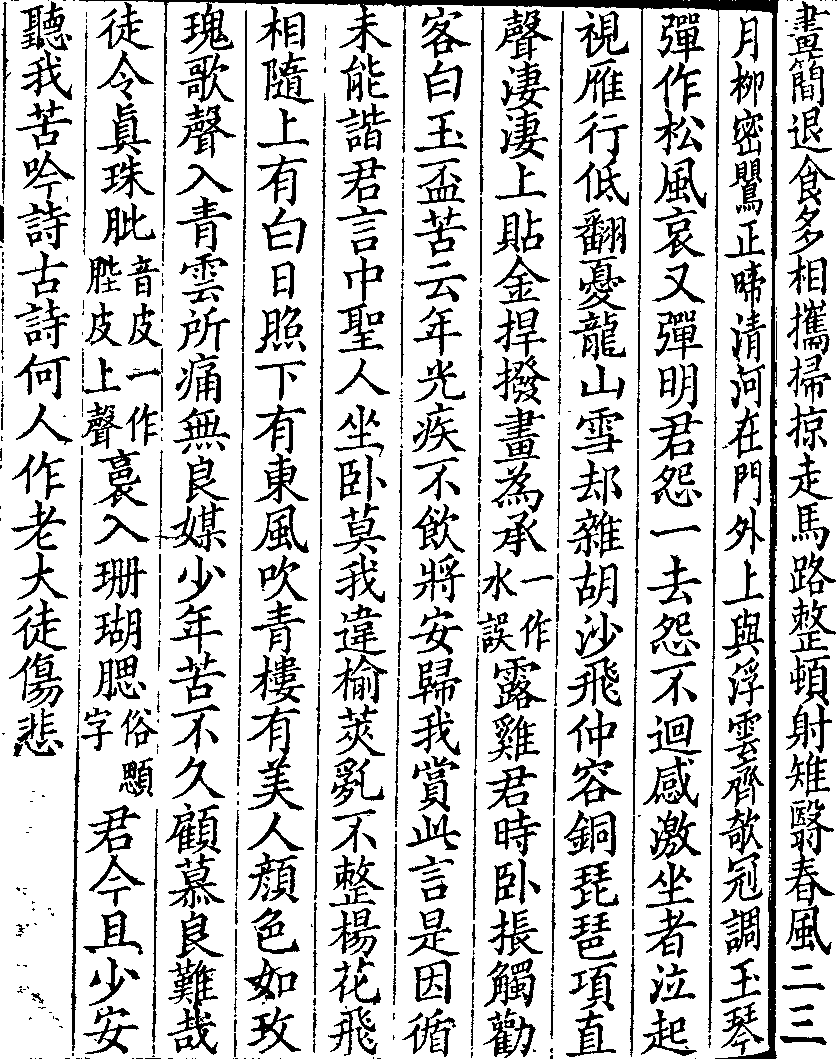 晝簡退食多相攜掃掠走馬路整頓射雉翳春風二三
月柳密鸎正啼清河在門外上與浮雲齊欹冠調玉琴
彈作松風哀又彈明君怨一去怨不迴感激坐者泣起
視雁行低翻憂龍山雪却雜胡沙飛仲容銅琵琶項直
聲淒淒上貼金捍撥畫為承一作水誤露雞君時卧掁觸勸
客白玉盃苦云年光疾不飲將安歸我賞此言是因循
未能諧君言中聖人坐卧莫我違榆莢亂不整楊花飛
相隨上有白日照下有東風吹青樓有美人顏色如玫
瑰歌聲入青雲所痛無良媒少年苦不久顧慕良難哉
徒令眞珠肶音皮一作䏶皮上聲裛入珊瑚腮俗顋字君今且少安
聽我苦吟詩古詩何人作老大徒傷悲